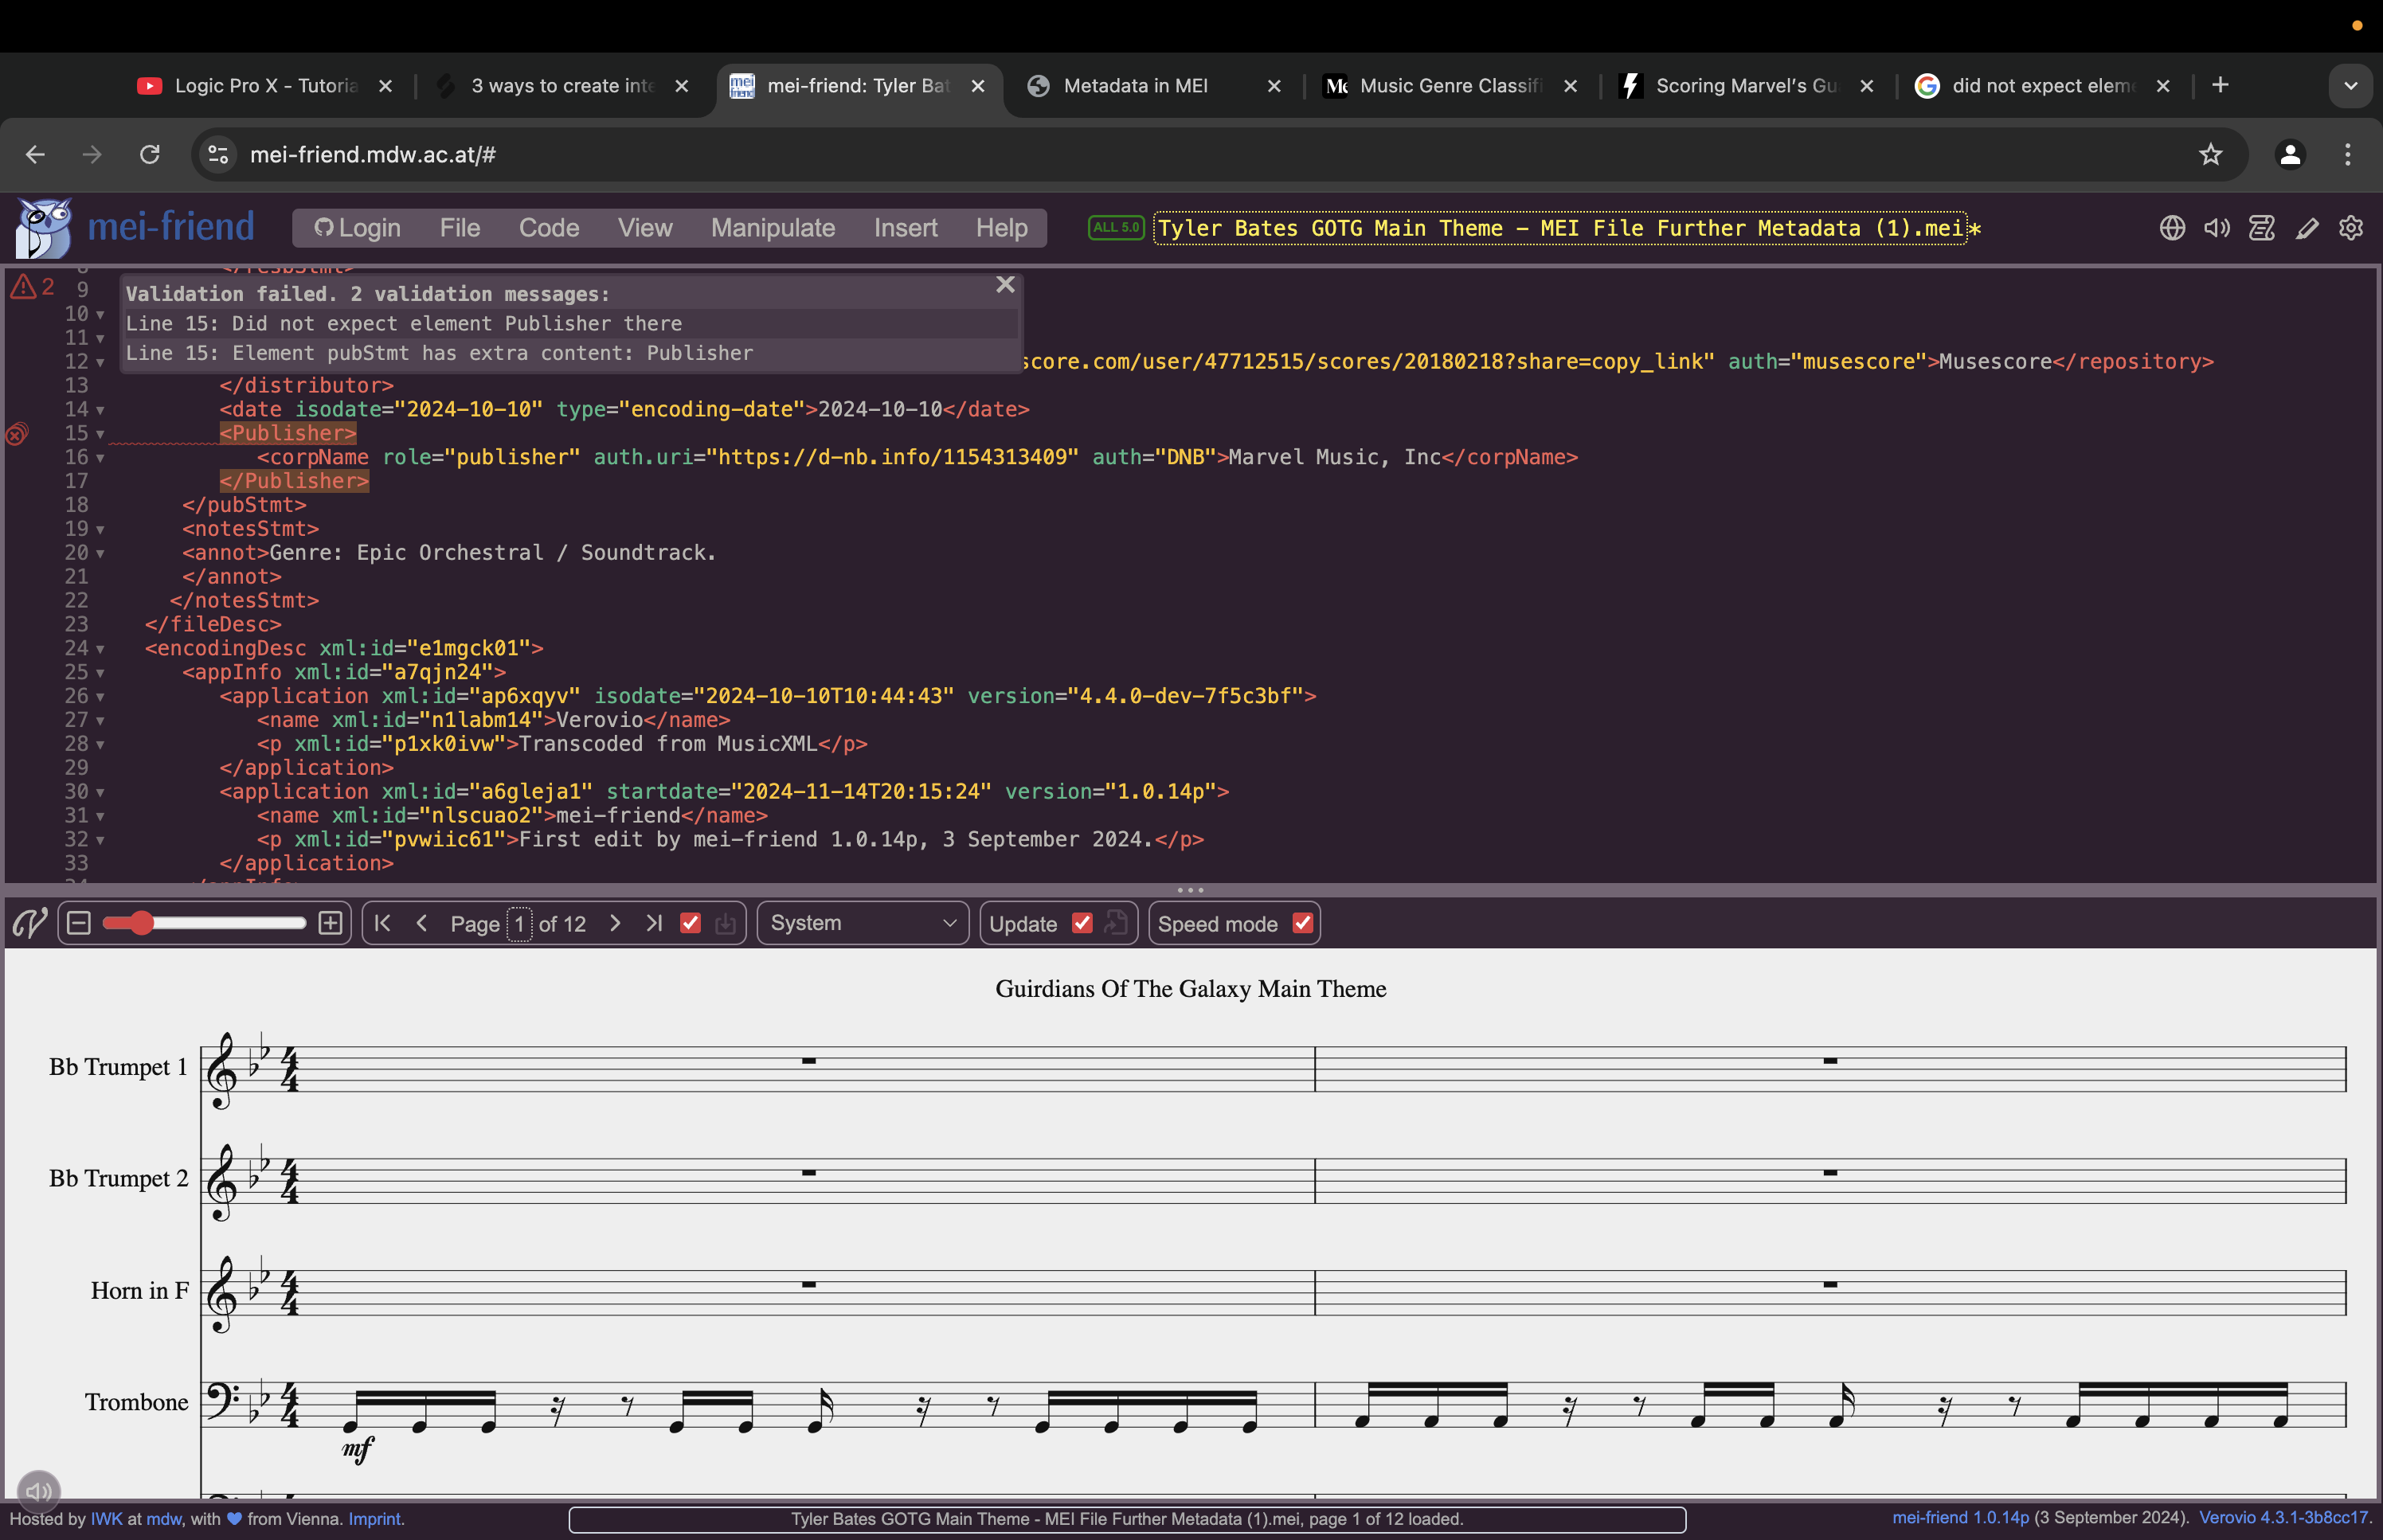 Logic Pro X - Tutoria
3 ways to create inte
mei-friend: Tyler Bat
Metadata in MEI
Music Genre Classifi
Scoring Marvel's Gu
did not expect eleme
mei-friend.mdw.ac.at/#
mei-friend
Login File Code View Manipulate Insert Help
ALL 5.0
Tyler Bates GOTG Main Theme - MEI File Further Metadata (1).mei*
2
Validation failed. 2 validation messages:
Line 15: Did not expect element Publisher there
Line 15: Element pubStmt has extra content: Publisher
8 </respStmt>
9
10
11
12 score.com/user/47712515/scores/20180218?share=copy_link" auth="musescore">Musescore</repository>
13 </distributor>
14 <date isodate="2024-10-10" type="encoding-date">2024-10-10</date>
15 <Publisher>
16 <corpName role="publisher" auth.uri="https://d-nb.info/1154313409" auth="DNB">Marvel Music, Inc</corpName>
17 </Publisher>
18 </pubStmt>
19 <notesStmt>
20 <annot>Genre: Epic Orchestral / Soundtrack.
21 </annot>
22 </notesStmt>
23 </fileDesc>
24 <encodingDesc xml:id="e1mgck01">
25 <appInfo xml:id="a7qjn24">
26 <application xml:id="ap6xqyv" isodate="2024-10-10T10:44:43" version="4.4.0-dev-7f5c3bf">
27 <name xml:id="n1labm14">Verovio</name>
28 <p xml:id="p1xk0ivw">Transcoded from MusicXML</p>
29 </application>
30 <application xml:id="a6gleja1" startdate="2024-11-14T20:15:24" version="1.0.14p">
31 <name xml:id="nlscuao2">mei-friend</name>
32 <p xml:id="pvwiic61">First edit by mei-friend 1.0.14p, 3 September 2024.</p>
33 </application>
34 </appInfo>
Page 1 of 12
System
Update
Speed mode
Guirdians Of The Galaxy Main Theme
Bb Trumpet 1
Bb Trumpet 2
Horn in F
Trombone
mf
Hosted by IWK at mdw, with from Vienna. Imprint.
Tyler Bates GOTG Main Theme - MEI File Further Metadata (1).mei, page 1 of 12 loaded.
mei-friend 1.0.14p (3 September 2024). Verovio 4.3.1-3b8cc17.